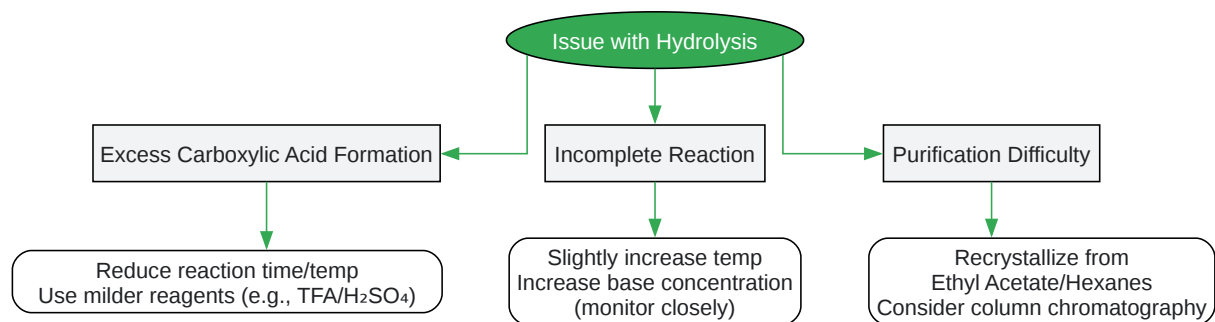 Issue with Hydrolysis
Excess Carboxylic Acid Formation
Incomplete Reaction
Purification Difficulty
Reduce reaction time/temp
Use milder reagents (e.g., TFA/H₂SO₄)
Slightly increase temp
Increase base concentration
(monitor closely)
Recrystallize from
Ethyl Acetate/Hexanes
Consider column chromatography